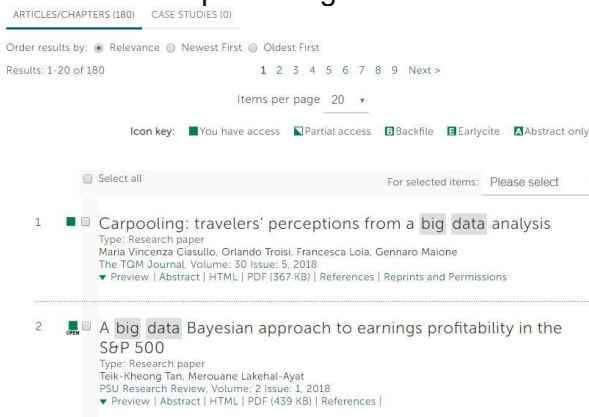 ARTICLES/CHAPTERS (180) CASE STUDIES (0)
Order results by: Relevance Newest First Oldest First
Results: 1-20 of 180 1 2 3 4 5 6 7 8 9 Next >
Items per page 20
Icon key: You have access Partial access B Backfile E Earlycite A Abstract only
Select all For selected items: Please select
1 Carpooling: travelers' perceptions from a big data analysis
Type: Research paper
Maria Vincenza Ciasullo, Orlando Troisi, Francesca Loia, Gennaro Maione
The TQM Journal, Volume: 30 Issue: 5, 2018
▼ Preview | Abstract | HTML | PDF (367 KB) | References | Reprints and Permissions
2 OPEN A big data Bayesian approach to earnings profitability in the
S&P 500
Type: Research paper
Teik-Kheong Tan, Merouane Lakehal-Ayat
PSU Research Review, Volume: 2 Issue: 1, 2018
▼ Preview | Abstract | HTML | PDF (439 KB) | References |